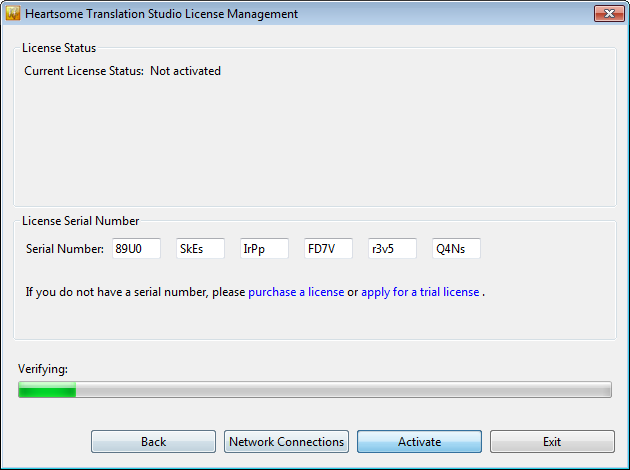 Heartsome Translation Studio License Management
License Status
Current License Status: Not activated
License Serial Number
Serial Number: 89U0 SkEs IrPp FD7V r3v5 Q4Ns
If you do not have a serial number, please purchase a license or apply for a trial license .
Verifying:
Back Network Connections Activate Exit